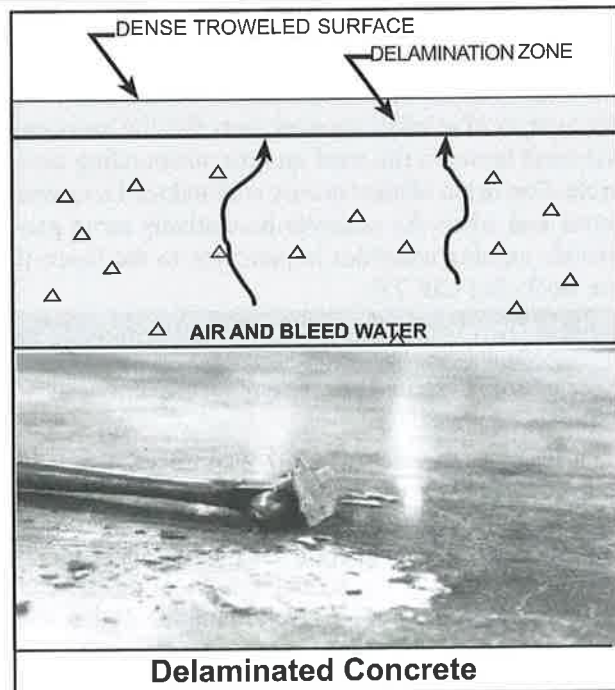 DENSE TROWELED SURFACE
DELAMINATION ZONE
AIR AND BLEED WATER
Delaminated Concrete